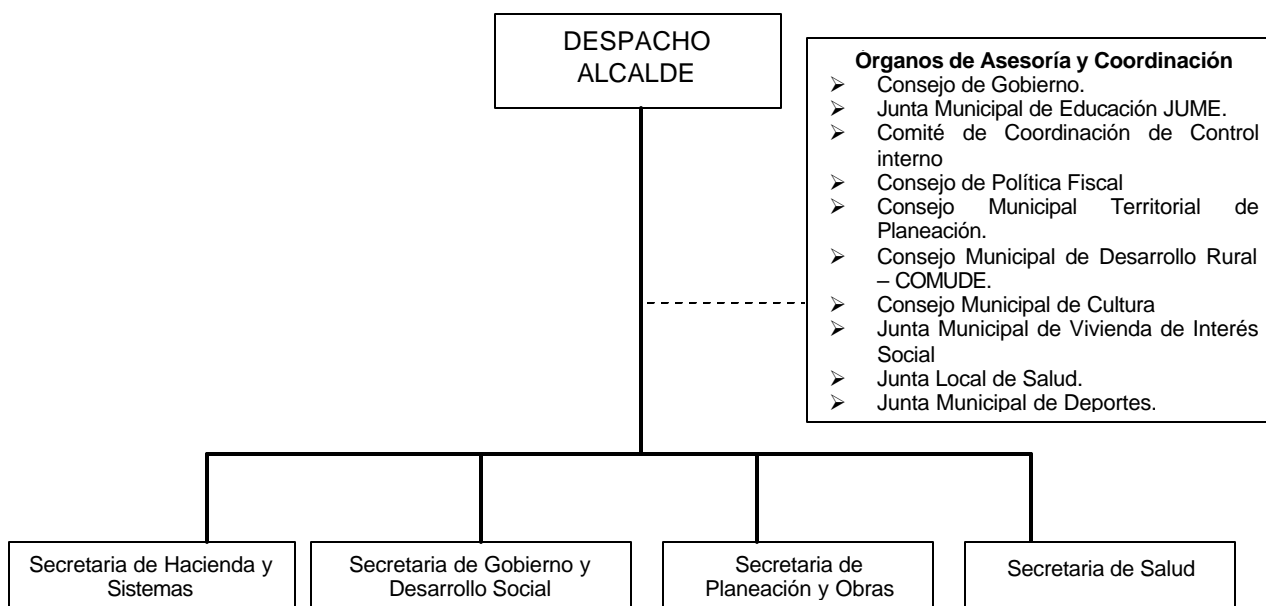 DESPACHO
ALCALDE
Órganos de Asesoría y Coordinación
➢ Consejo de Gobierno.
➢ Junta Municipal de Educación JUME.
➢ Comité de Coordinación de Control
interno
➢ Consejo de Política Fiscal
➢ Consejo Municipal Territorial de
Planeación.
➢ Consejo Municipal de Desarrollo Rural
– COMUDE.
➢ Consejo Municipal de Cultura
➢ Junta Municipal de Vivienda de Interés
Social
➢ Junta Local de Salud.
➢ Junta Municipal de Deportes.
Secretaria de Hacienda y
Sistemas
Secretaria de Gobierno y
Desarrollo Social
Secretaria de
Planeación y Obras
Secretaria de Salud